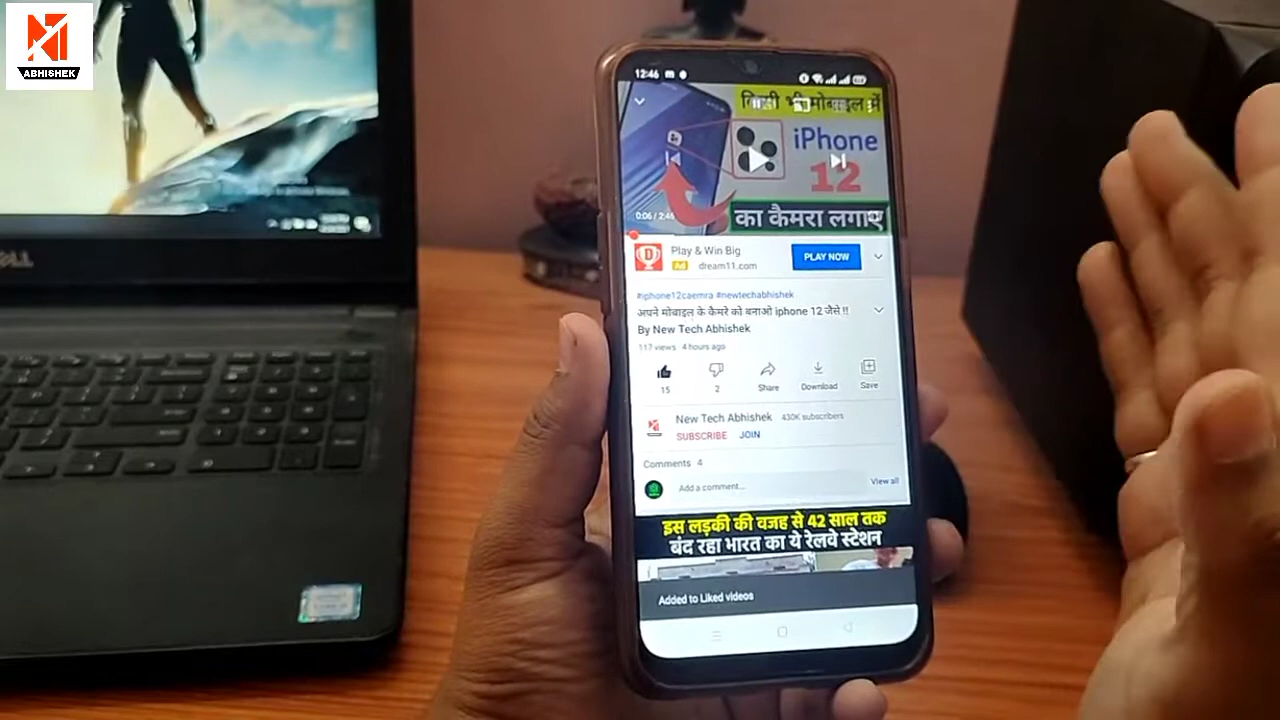 ABHISHEK
DELL
12:46
किसी भी मोबाइल में
iPhone
12
का कैमरा लगाए
0:06 / 2:46
Play & Win Big
Ad dream11.com
PLAY NOW
#iphone12caemra #newtechabhishek
अपने मोबाइल के कैमरे को बनाओ iphone 12 जैसे !!
By New Tech Abhishek
117 views 4 hours ago
15
2
Share
Download
Save
New Tech Abhishek 430K subscribers
SUBSCRIBE JOIN
Comments 4
Add a comment...
View all
इस लड़की की वजह से 42 साल तक
बंद रहा भारत का ये रेलवे स्टेशन
Added to Liked videos